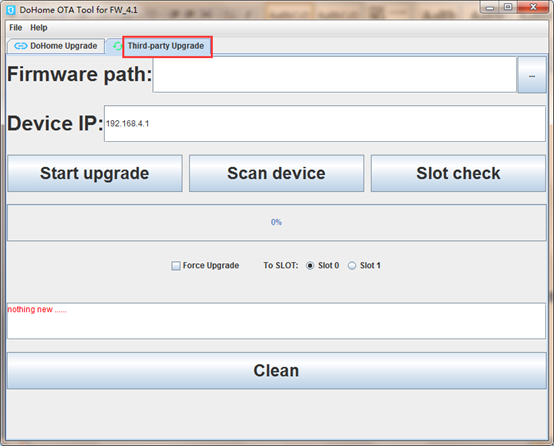 DoHome OTA Tool for FW_4.1
File Help
DoHome Upgrade Third-party Upgrade
Firmware path: ...
Device IP: 192.168.4.1
Start upgrade Scan device Slot check
0%
Force Upgrade To SLOT: Slot 0 Slot 1
nothing new ......
Clean